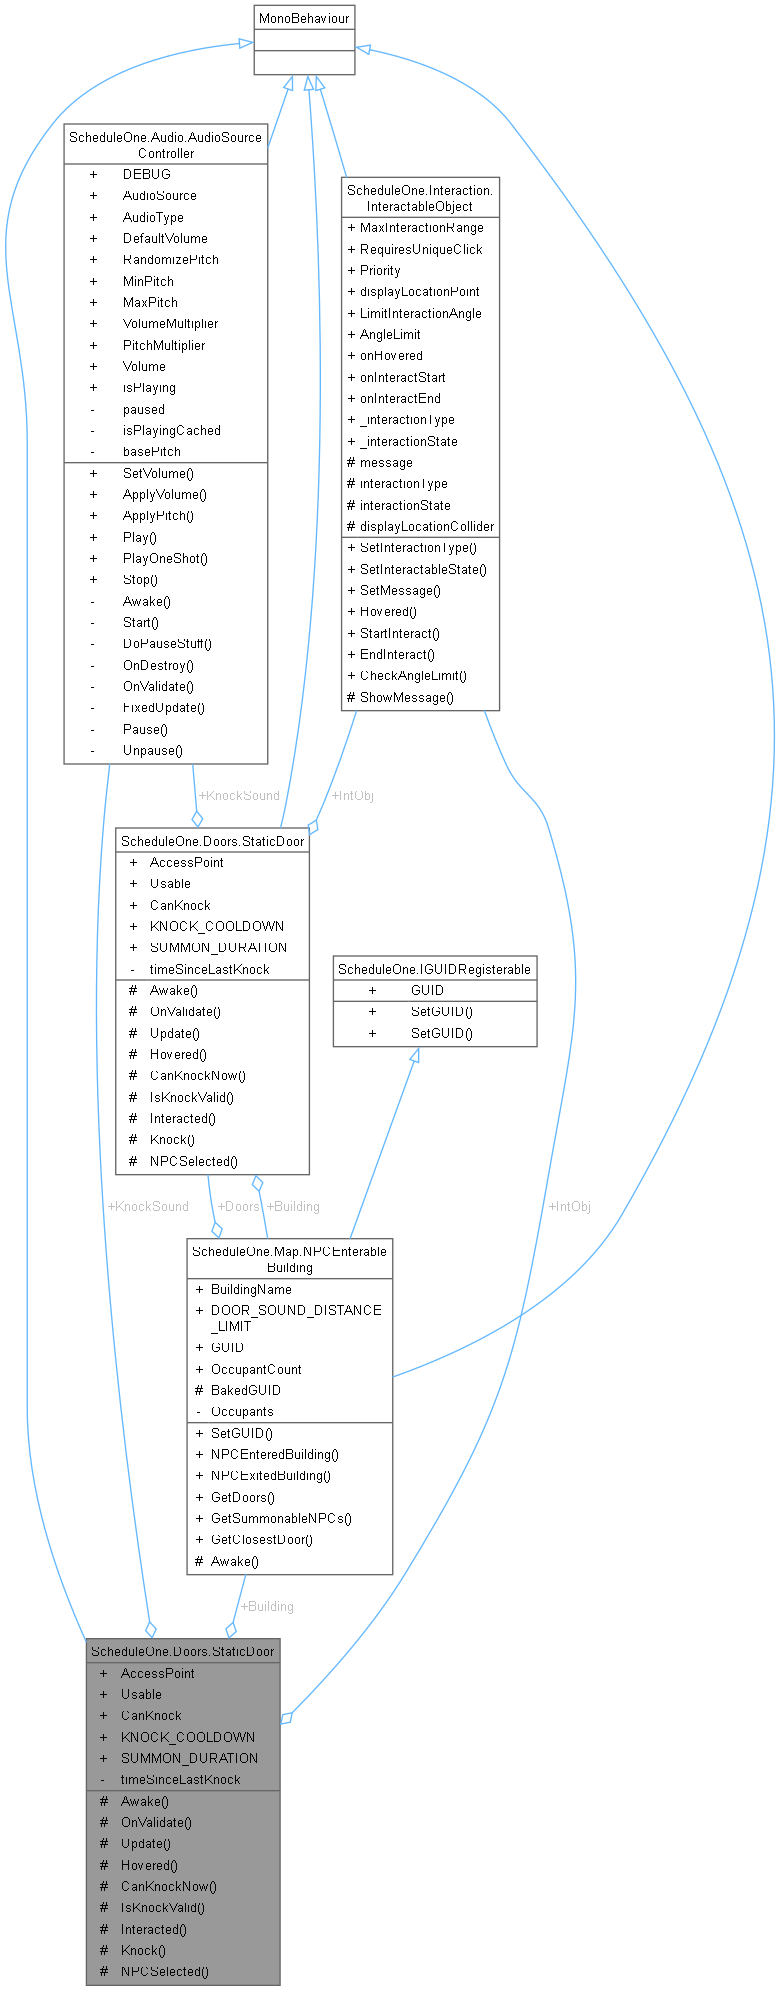 MonoBehaviour
ScheduleOne.Audio.AudioSource
Controller
+ DEBUG
+ AudioSource
+ AudioType
+ DefaultVolume
+ RandomizePitch
+ MinPitch
+ MaxPitch
+ VolumeMultiplier
+ PitchMultiplier
+ Volume
+ isPlaying
- paused
- isPlayingCached
- basePitch
+ SetVolume()
+ ApplyVolume()
+ ApplyPitch()
+ Play()
+ PlayOneShot()
+ Stop()
- Awake()
- Start()
- DoPauseStuff()
- OnDestroy()
- OnValidate()
- FixedUpdate()
- Pause()
- Unpause()
ScheduleOne.Interaction.
InteractableObject
+ MaxInteractionRange
+ RequiresUniqueClick
+ Priority
+ displayLocationPoint
+ LimitInteractionAngle
+ AngleLimit
+ onHovered
+ onInteractStart
+ onInteractEnd
+ _interactionType
+ _interactionState
# message
# interactionType
# interactionState
# displayLocationCollider
+ SetInteractionType()
+ SetInteractableState()
+ SetMessage()
+ Hovered()
+ StartInteract()
+ EndInteract()
+ CheckAngleLimit()
# ShowMessage()
+KnockSound
+IntObj
ScheduleOne.Doors.StaticDoor
+ AccessPoint
+ Usable
+ CanKnock
+ KNOCK_COOLDOWN
+ SUMMON_DURATION
- timeSinceLastKnock
# Awake()
# OnValidate()
# Update()
# Hovered()
# CanKnockNow()
# IsKnockValid()
# Interacted()
# Knock()
# NPCSelected()
ScheduleOne.IGUIDRegisterable
+ GUID
+ SetGUID()
+ SetGUID()
+KnockSound
+Doors
+Building
+IntObj
ScheduleOne.Map.NPCEnterable
Building
+ BuildingName
+ DOOR_SOUND_DISTANCE
_LIMIT
+ GUID
+ OccupantCount
# BakedGUID
- Occupants
+ SetGUID()
+ NPCEnteredBuilding()
+ NPCExitedBuilding()
+ GetDoors()
+ GetSummonableNPCs()
+ GetClosestDoor()
# Awake()
+Building
ScheduleOne.Doors.StaticDoor
+ AccessPoint
+ Usable
+ CanKnock
+ KNOCK_COOLDOWN
+ SUMMON_DURATION
- timeSinceLastKnock
# Awake()
# OnValidate()
# Update()
# Hovered()
# CanKnockNow()
# IsKnockValid()
# Interacted()
# Knock()
# NPCSelected()